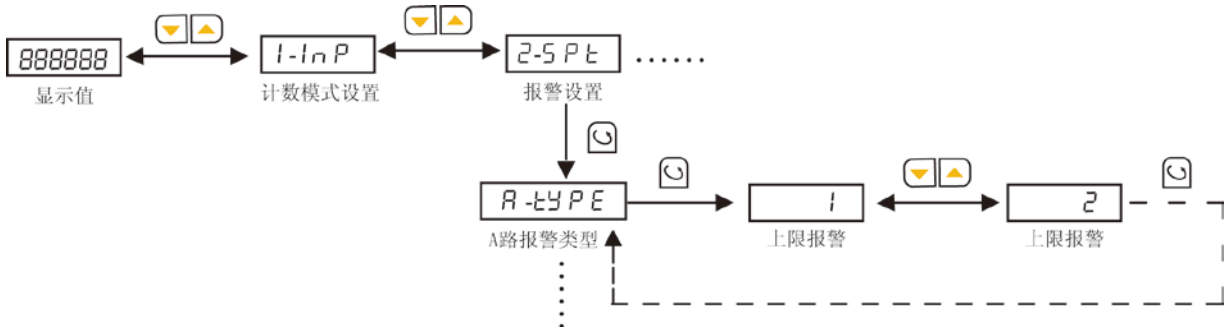 888888
1-InP
2-SPt
......
显示值
计数模式设置
报警设置
A-tYPE
1
2
A路报警类型
上限报警
上限报警